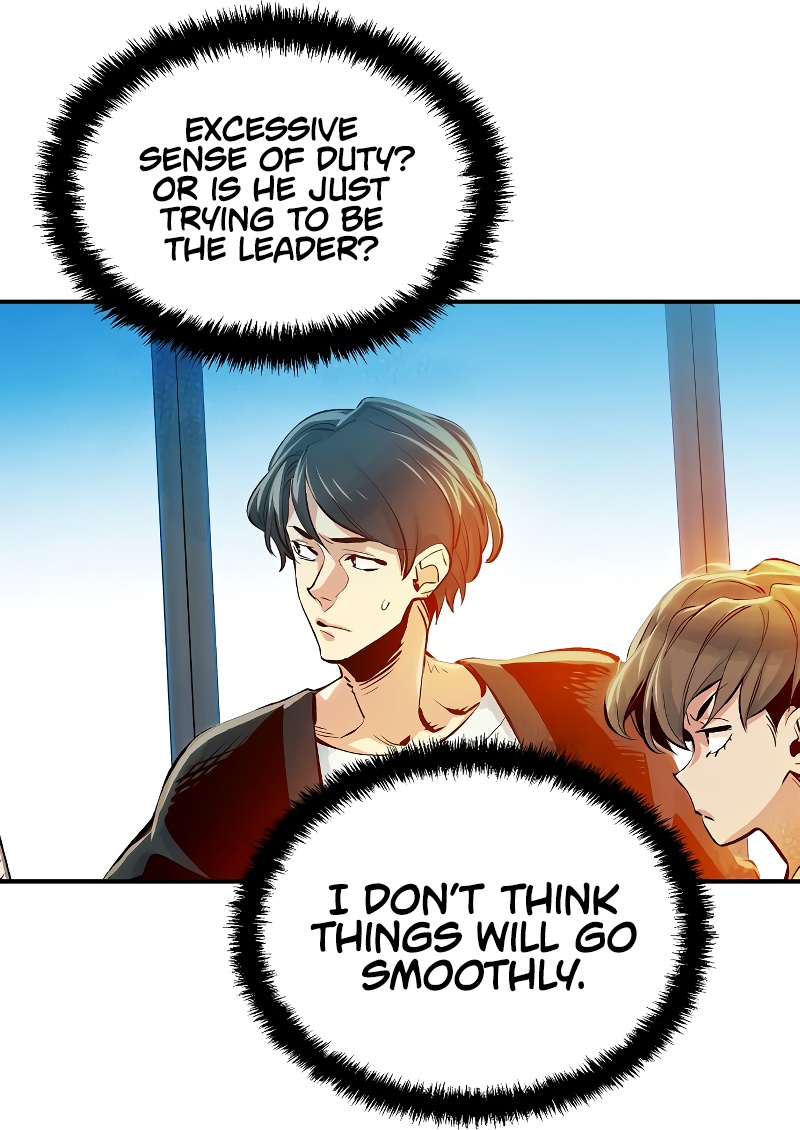 EXCESSIVE
SENSE OF DUTY?
OR IS HE JUST
TRYING TO BE
THE LEADER?
I DON'T THINK
THINGS WILL GO
SMOOTHLY.